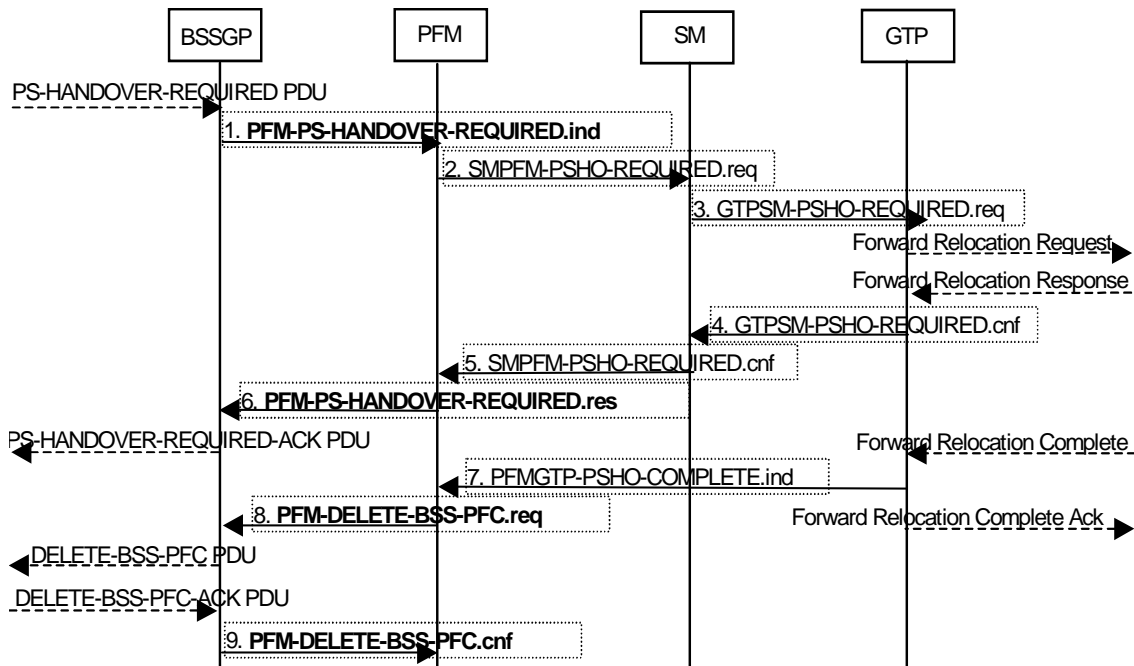 BSSGP PFM SM GTP
PS-HANDOVER-REQUIRED PDU
1. PFM-PS-HANDOVER-REQUIRED.ind
2. SMPFM-PSHO-REQUIRED.req
3. GTPSM-PSHO-REQUIRED.req
Forward Relocation Request
Forward Relocation Response
4. GTPSM-PSHO-REQUIRED.cnf
5. SMPFM-PSHO-REQUIRED.cnf
6. PFM-PS-HANDOVER-REQUIRED.res
PS-HANDOVER-REQUIRED-ACK PDU
Forward Relocation Complete
7. PFMGTP-PSHO-COMPLETE.ind
8. PFM-DELETE-BSS-PFC.req
Forward Relocation Complete Ack
DELETE-BSS-PFC PDU
DELETE-BSS-PFC-ACK PDU
9. PFM-DELETE-BSS-PFC.cnf